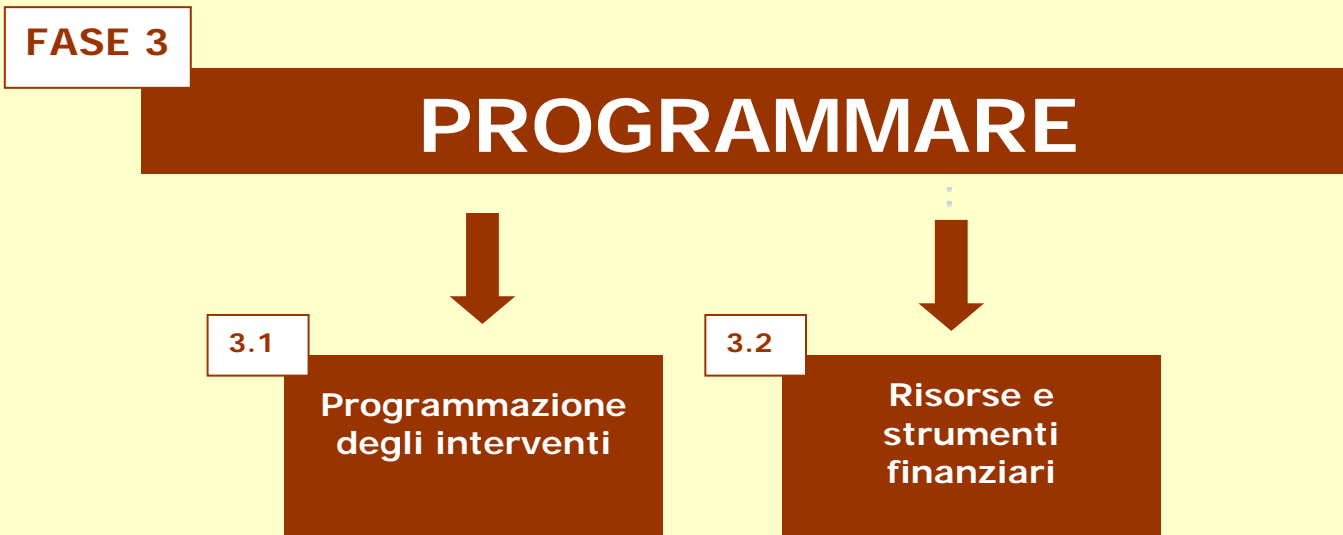 FASE 3
PROGRAMMARE
3.1
Programmazione
degli interventi
3.2
Risorse e
strumenti
finanziari